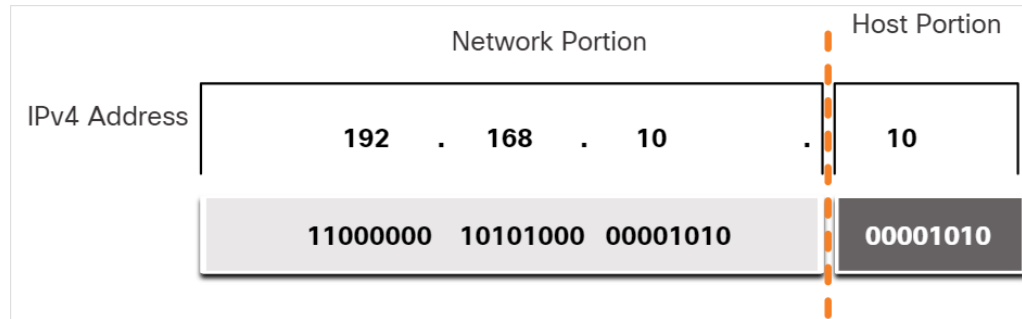 Network Portion
Host Portion
IPv4 Address
192 . 168 . 10 . 10
11000000 10101000 00001010 00001010